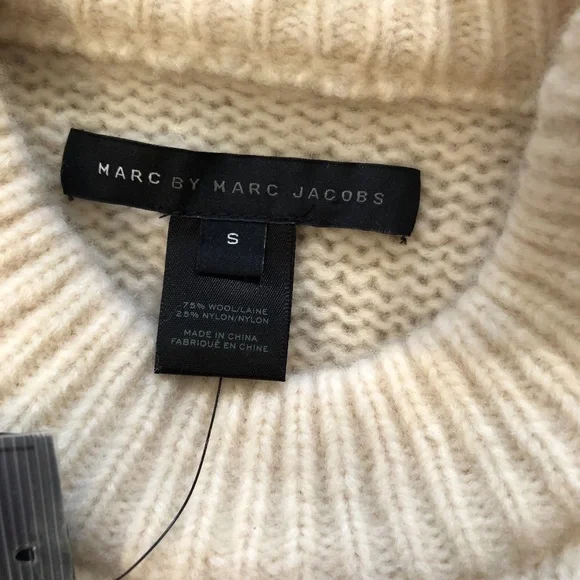 MARC BY MARC JACOBS
S
75% WOOL/LAINE
25% NYLON/NYLON
MADE IN CHINA
FABRIQUÉ EN CHINE